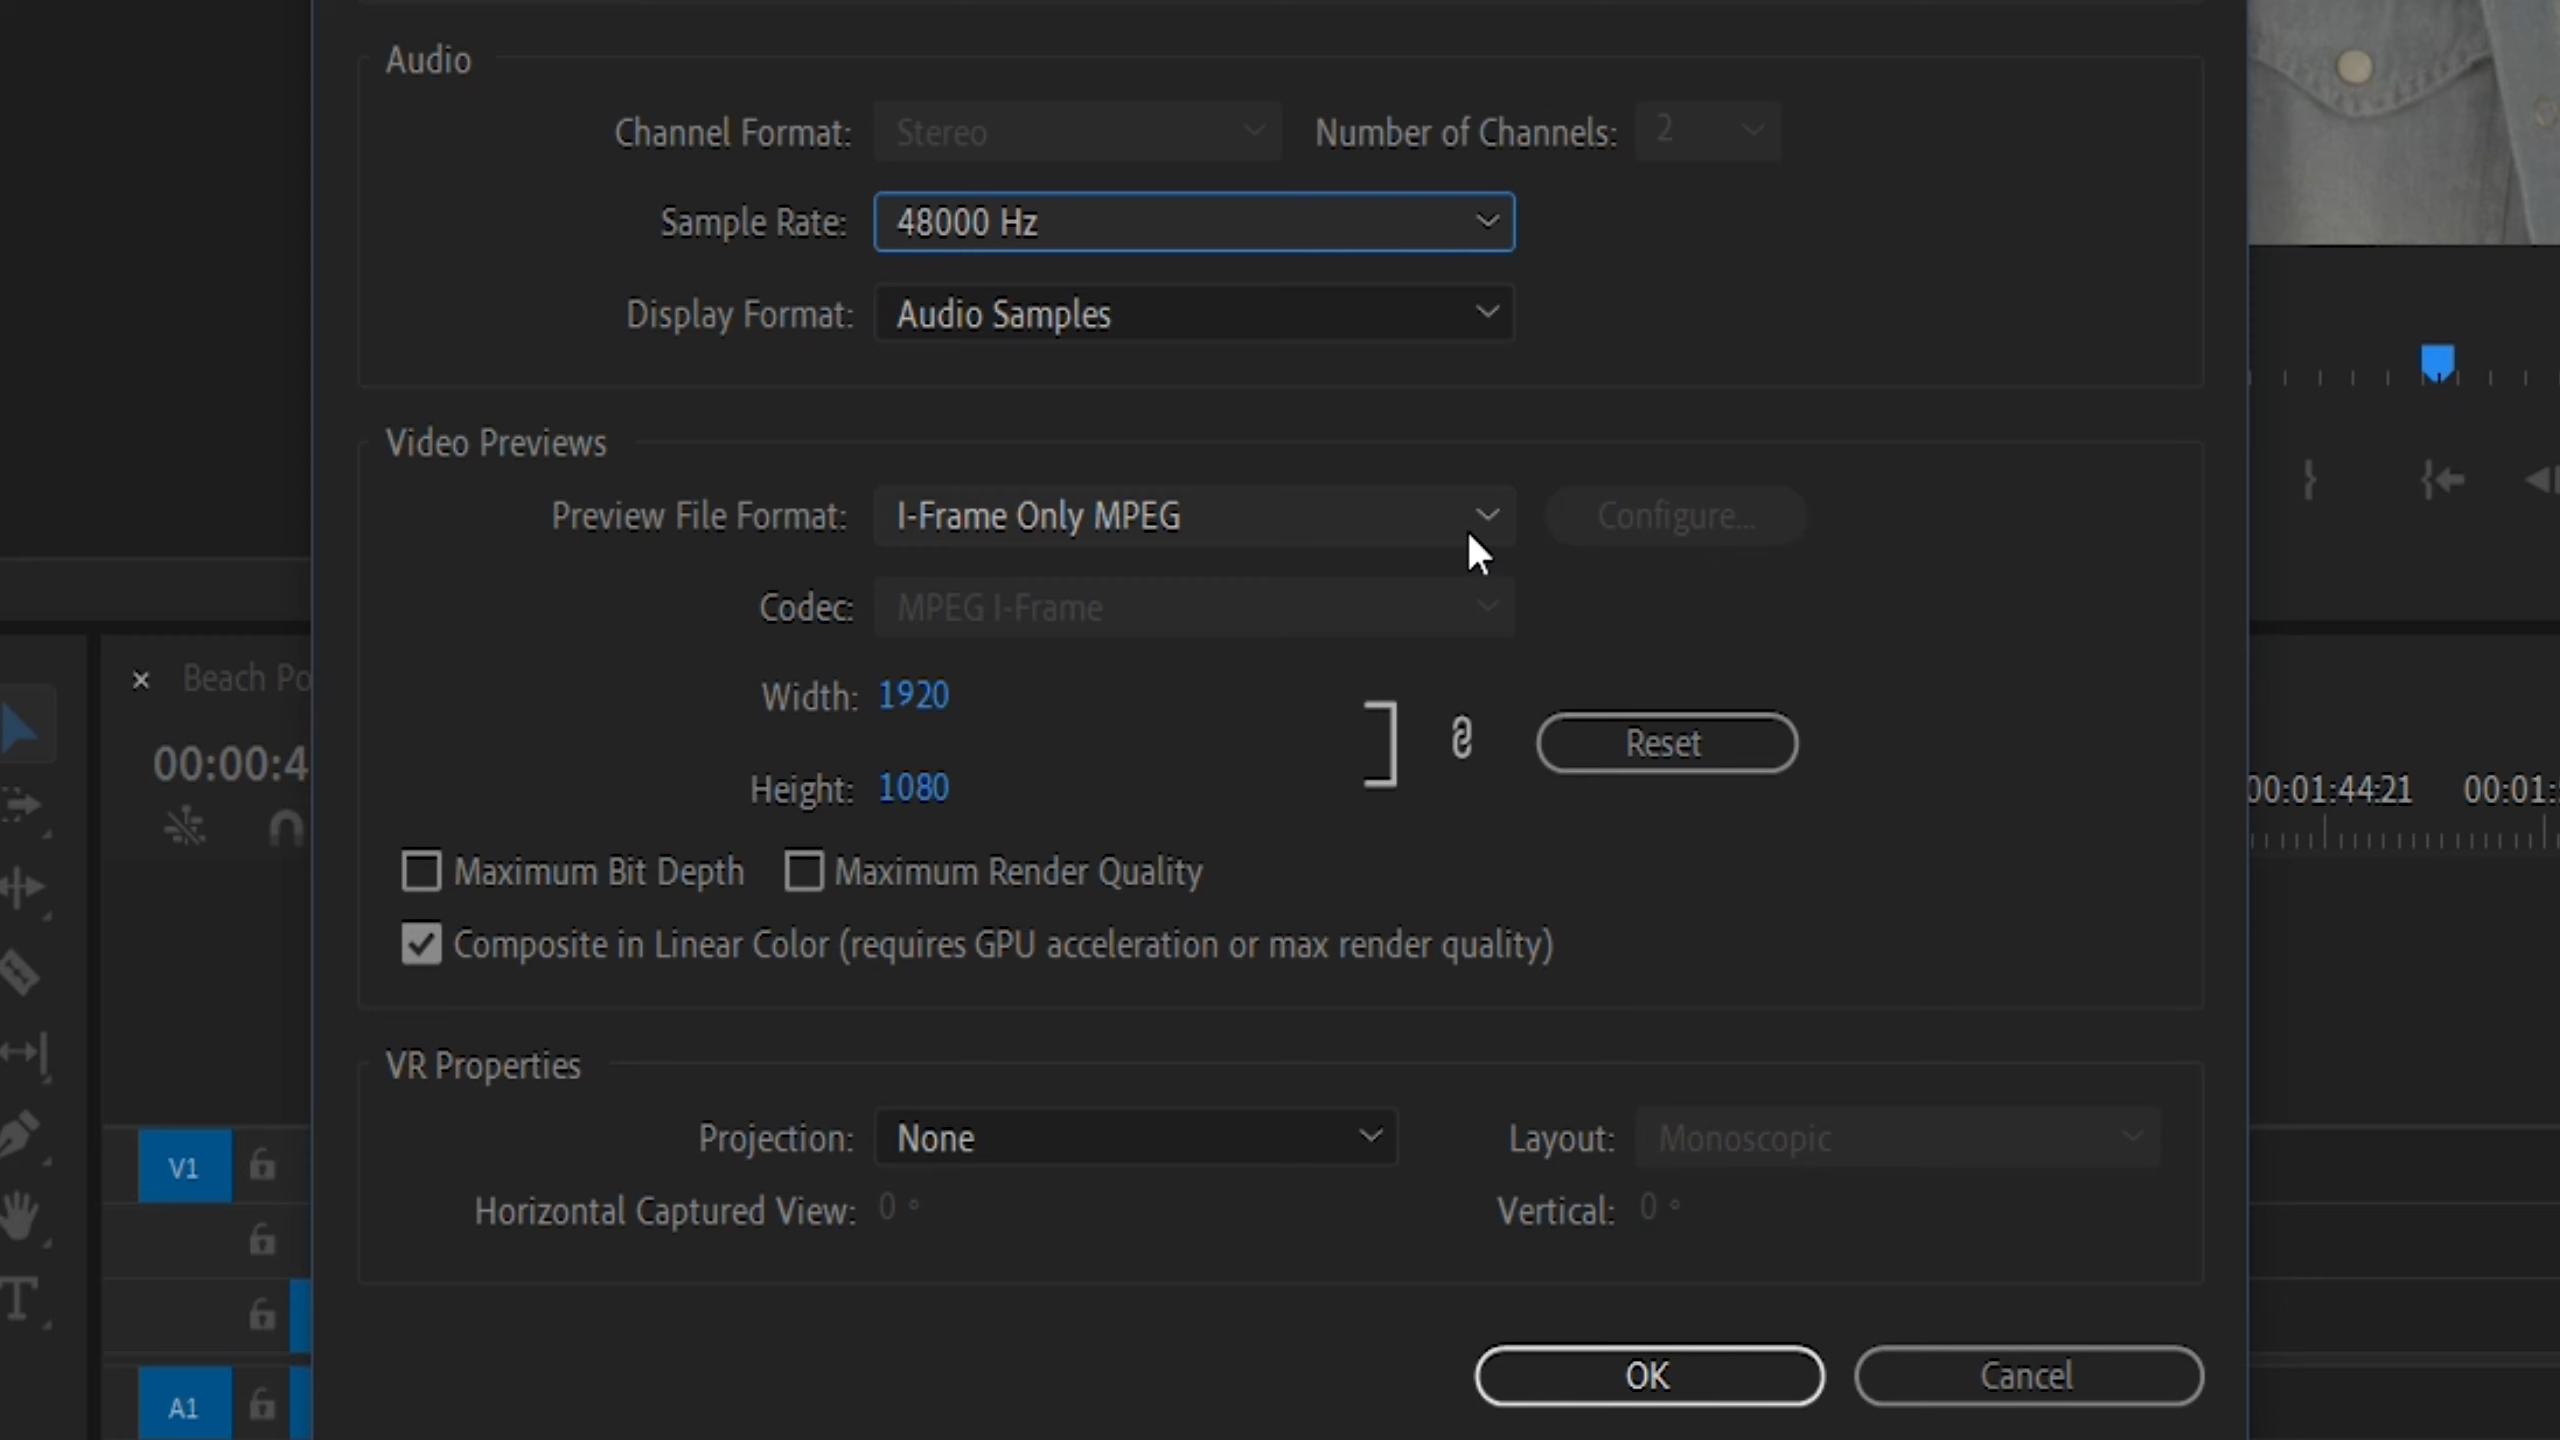 Audio
Channel Format: Stereo Number of Channels: 2
Sample Rate: 48000 Hz
Display Format: Audio Samples
Video Previews
Preview File Format: I-Frame Only MPEG Configure...
Codec: MPEG I-Frame
Width: 1920
Height: 1080
Reset
Maximum Bit Depth Maximum Render Quality
Composite in Linear Color (requires GPU acceleration or max render quality)
VR Properties
Projection: None Layout: Monoscopic
Horizontal Captured View: 0 ° Vertical: 0 °
OK Cancel
× Beach Po
00:00:4
00:01:44:21 00:01:
V1
A1